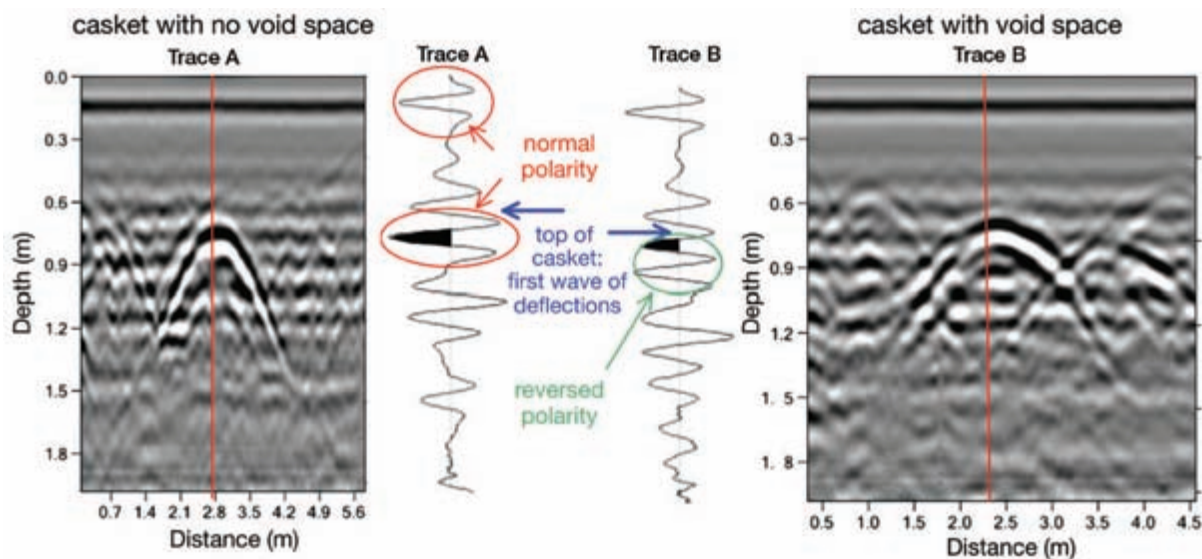 casket with no void space
Trace A
0.0
0.3
0.6
0.9
1.2
1.5
1.8
Depth (m)
0.7 1.4 2.1 2.8 3.5 4.2 4.9 5.6
Distance (m)
Trace A
Trace B
normal
polarity
top of
casket:
first wave of
deflections
reversed
polarity
casket with void space
Trace B
0.3
0.6
0.9
1.2
1. 5
1. 8
Depth (m)
0.5 1.0 1.5 2.0 2.5 3.0 3.5 4.0 4.5
Distance (m)